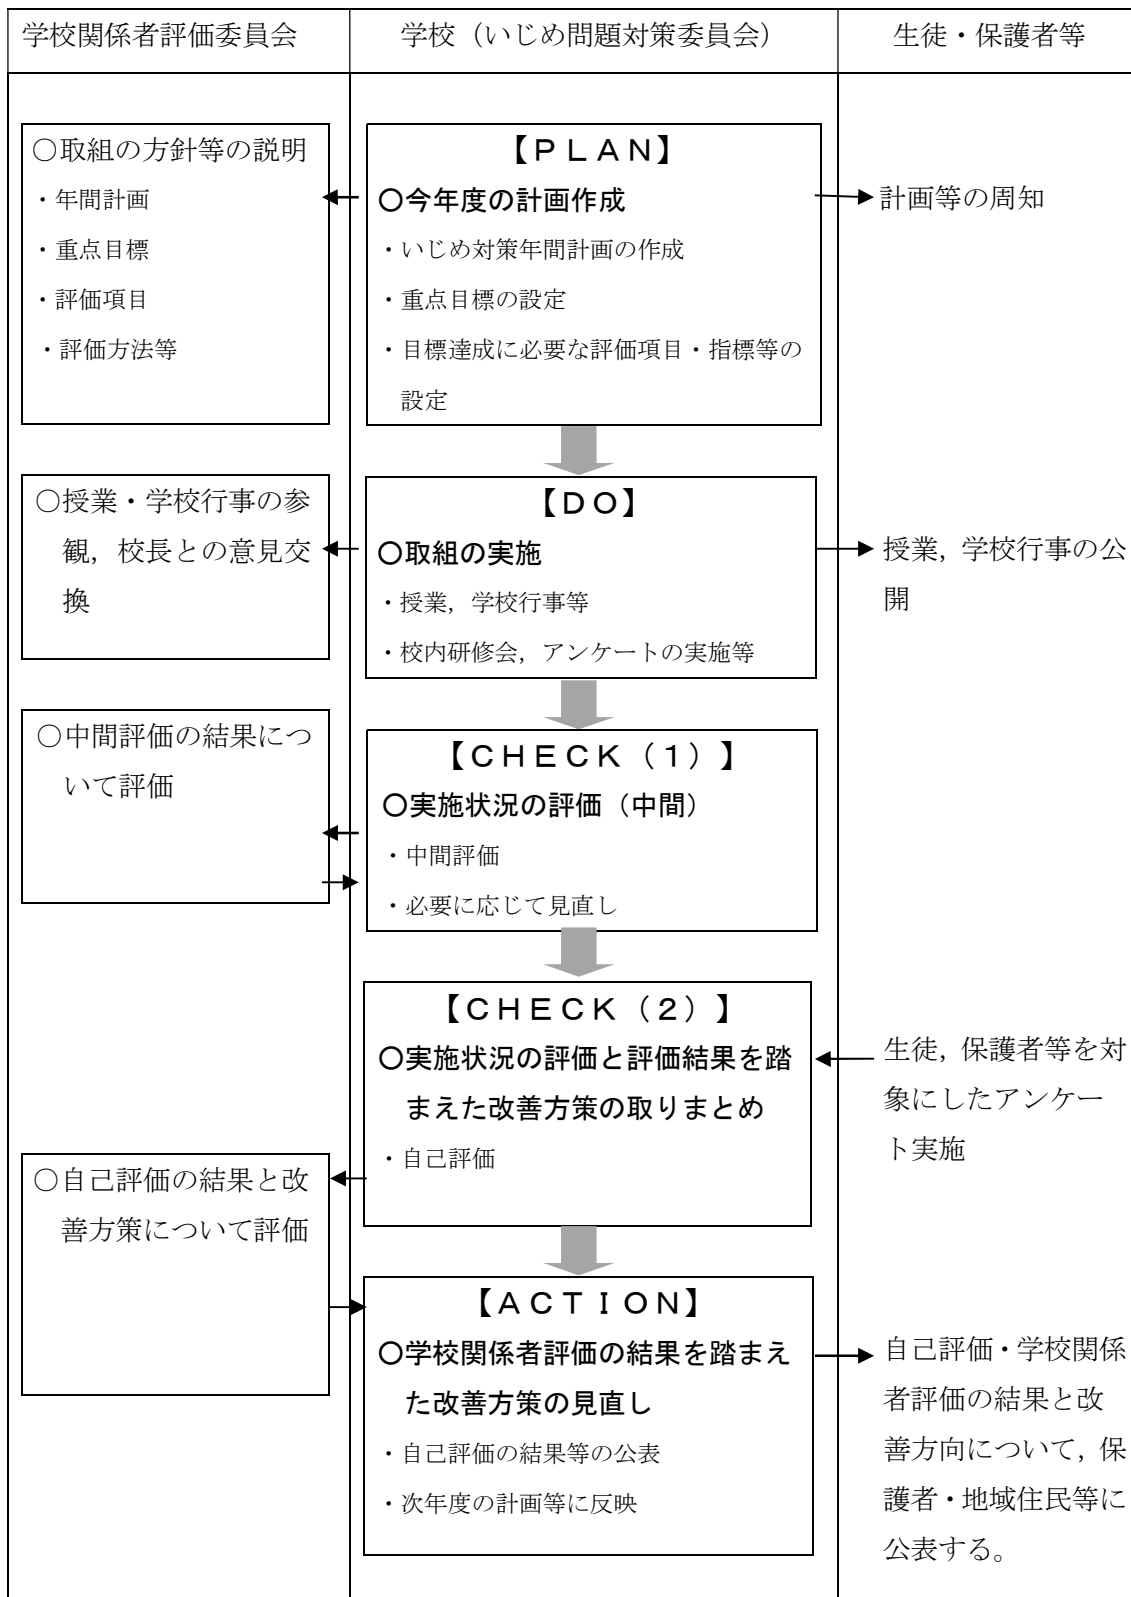 学校関係者評価委員会
学校（いじめ問題対策委員会）
生徒・保護者等
○取組の方針等の説明
・年間計画
・重点目標
・評価項目
・評価方法等
【ＰＬＡＮ】
○今年度の計画作成
・いじめ対策年間計画の作成
・重点目標の設定
・目標達成に必要な評価項目・指標等の
設定
計画等の周知
○授業・学校行事の参
観，校長との意見交
換
【ＤＯ】
○取組の実施
・授業，学校行事等
・校内研修会，アンケートの実施等
授業，学校行事の公
開
○中間評価の結果につ
いて評価
【ＣＨＥＣＫ（１）】
○実施状況の評価（中間）
・中間評価
・必要に応じて見直し
【ＣＨＥＣＫ（２）】
○実施状況の評価と評価結果を踏
まえた改善方策の取りまとめ
・自己評価
生徒，保護者等を対
象にしたアンケー
ト実施
○自己評価の結果と改
善方策について評価
【ＡＣＴＩＯＮ】
○学校関係者評価の結果を踏まえ
た改善方策の見直し
・自己評価の結果等の公表
・次年度の計画等に反映
自己評価・学校関係
者評価の結果と改
善方向について，保
護者・地域住民等に
公表する。